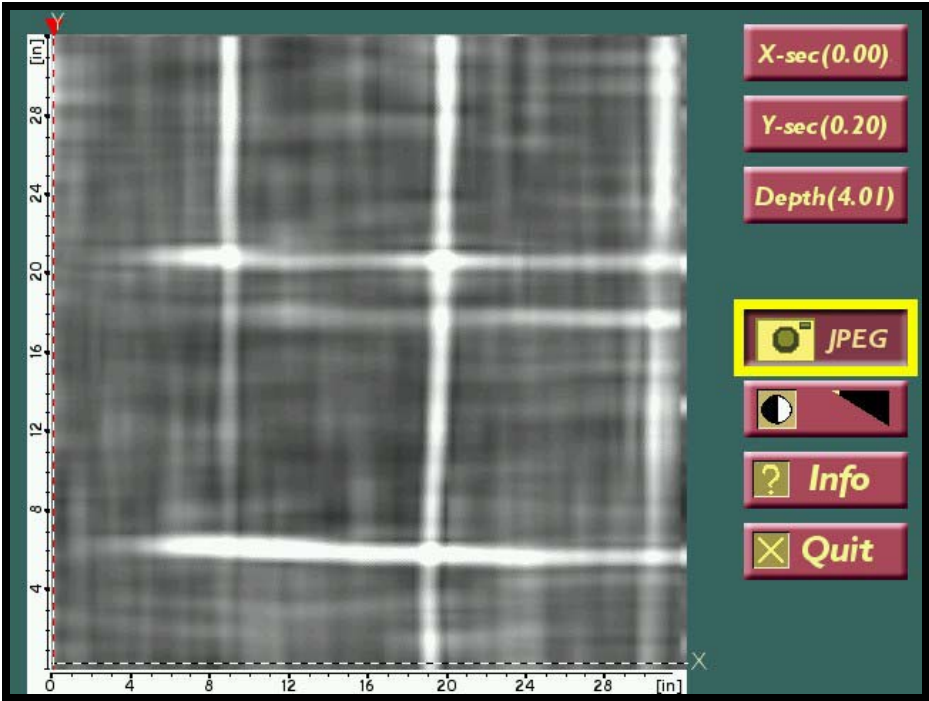 Y
[in]
28
24
20
16
12
8
4
0 4 8 12 16 20 24 28 [in]
X
X-sec(0.00)
Y-sec(0.20)
Depth(4.01)
JPEG
? Info
Quit